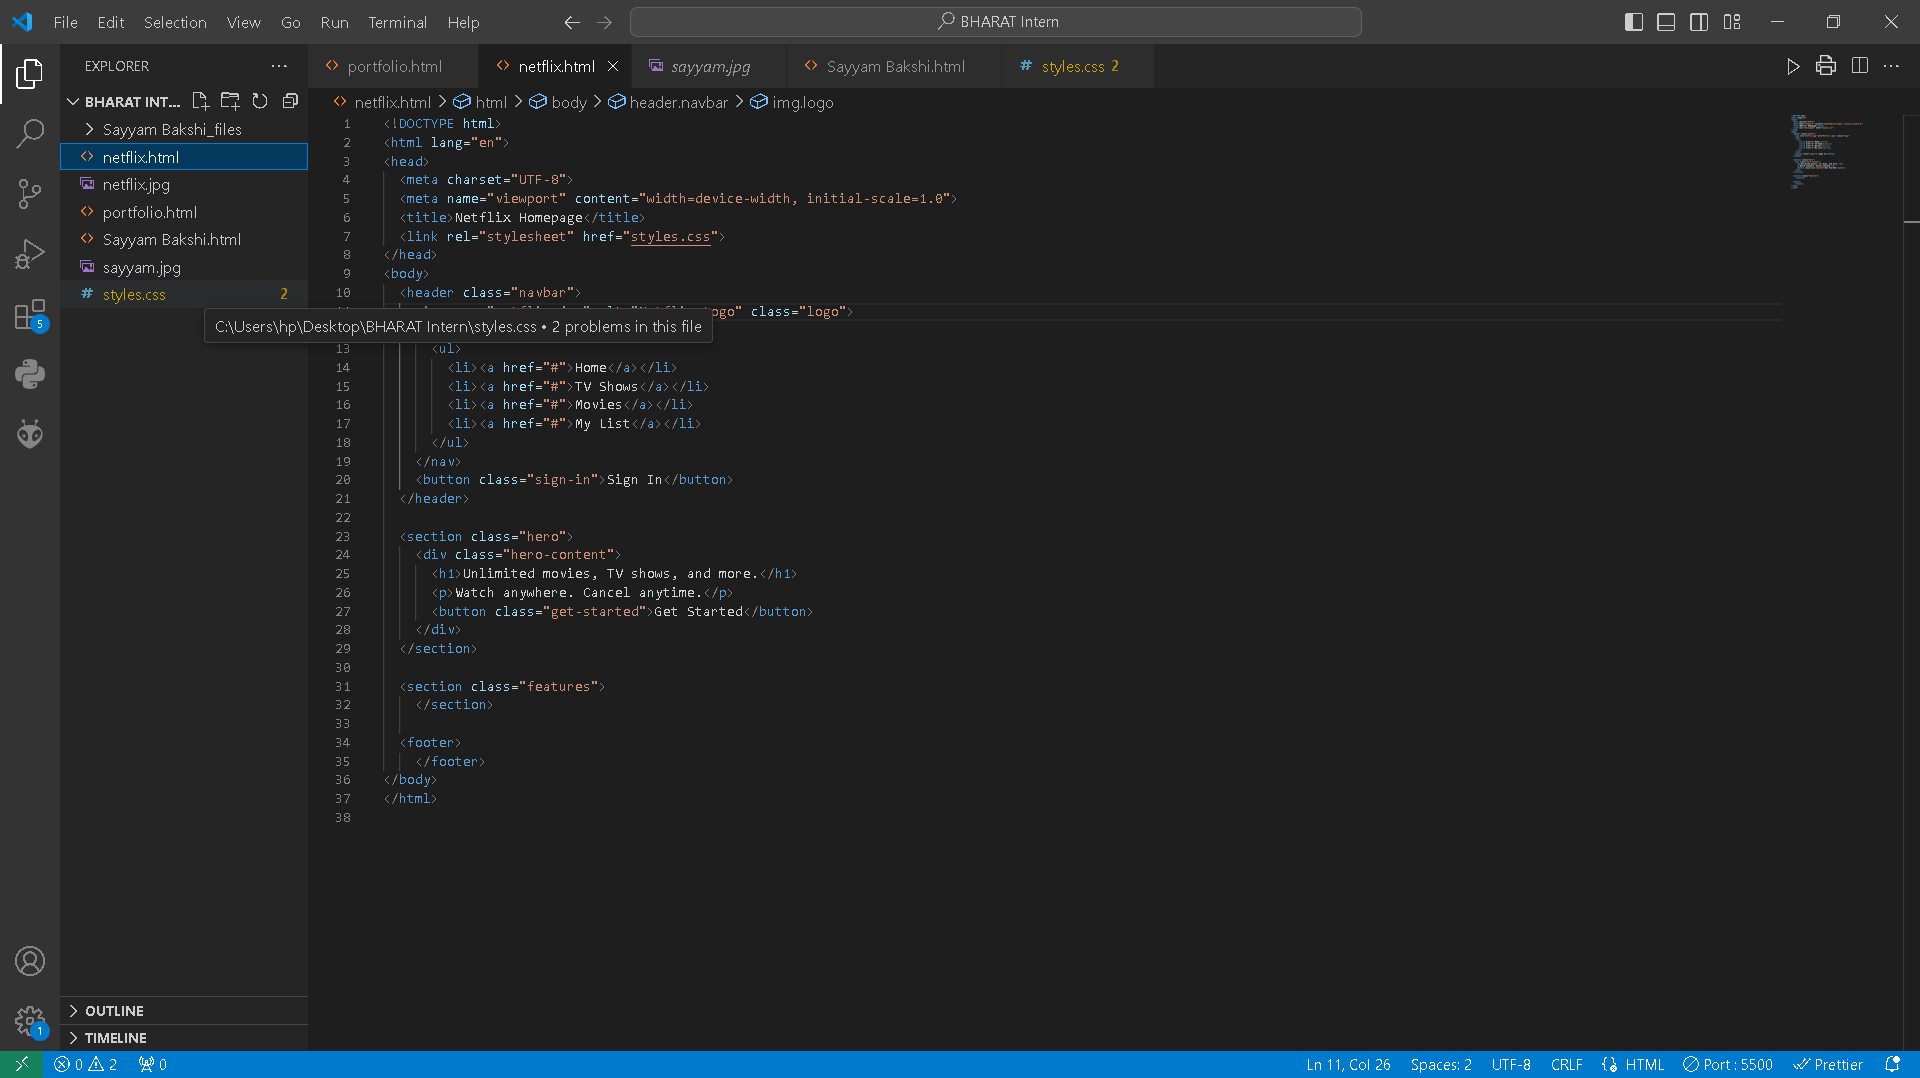 File Edit Selection View Go Run Terminal Help
BHARAT Intern
EXPLORER
BHARAT INT...
Sayyam Bakshi_files
netflix.html
netflix.jpg
portfolio.html
Sayyam Bakshi.html
sayyam.jpg
styles.css 2
portfolio.html netflix.html sayyam.jpg Sayyam Bakshi.html styles.css 2
netflix.html > html > body > header.navbar > img.logo
1 <!DOCTYPE html>
2 <html lang="en">
3 <head>
4 <meta charset="UTF-8">
5 <meta name="viewport" content="width=device-width, initial-scale=1.0">
6 <title>Netflix Homepage</title>
7 <link rel="stylesheet" href="styles.css">
8 </head>
9 <body>
10 <header class="navbar">
ogo" class="logo">
C:\Users\hp\Desktop\BHARAT Intern\styles.css • 2 problems in this file
13 <ul>
14 <li><a href="#">Home</a></li>
15 <li><a href="#">TV Shows</a></li>
16 <li><a href="#">Movies</a></li>
17 <li><a href="#">My List</a></li>
18 </ul>
19 </nav>
20 <button class="sign-in">Sign In</button>
21 </header>
22
23 <section class="hero">
24 <div class="hero-content">
25 <h1>Unlimited movies, TV shows, and more.</h1>
26 <p>Watch anywhere. Cancel anytime.</p>
27 <button class="get-started">Get Started</button>
28 </div>
29 </section>
30
31 <section class="features">
32 </section>
33
34 <footer>
35 </footer>
36 </body>
37 </html>
38
5
1
OUTLINE
TIMELINE
0 2 0 Ln 11, Col 26 Spaces: 2 UTF-8 CRLF HTML Port : 5500 Prettier